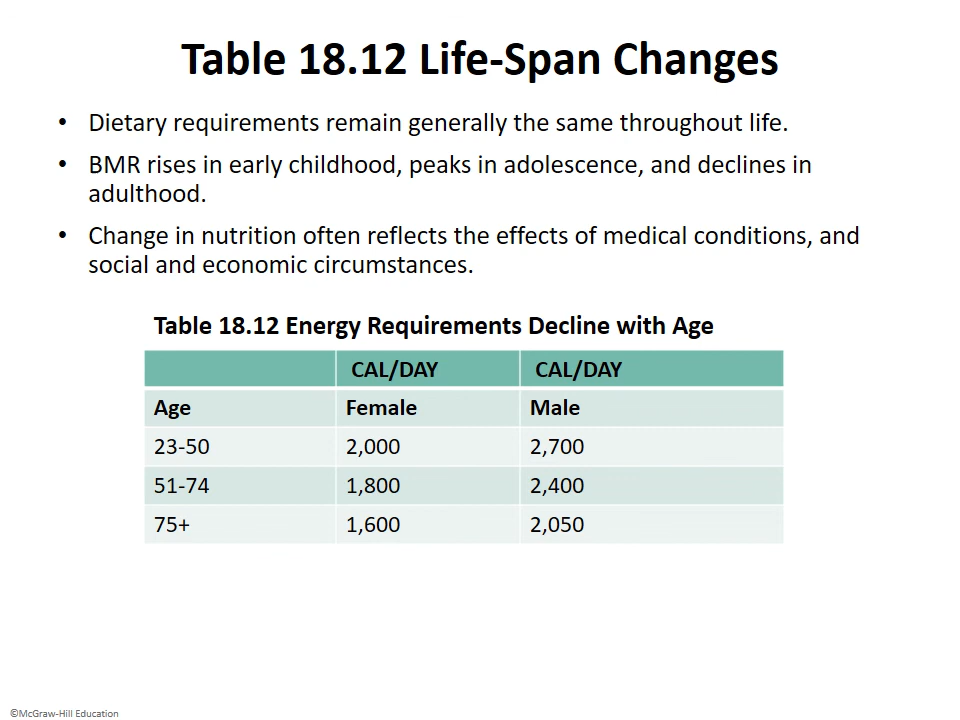 Table 18.12 Life-Span Changes
• Dietary requirements remain generally the same throughout life.
• BMR rises in early childhood, peaks in adolescence, and declines in
adulthood.
• Change in nutrition often reflects the effects of medical conditions, and
social and economic circumstances.
Table 18.12 Energy Requirements Decline with Age
CAL/DAY CAL/DAY
Age Female Male
23-50 2,000 2,700
51-74 1,800 2,400
75+ 1,600 2,050
©McGraw-Hill Education